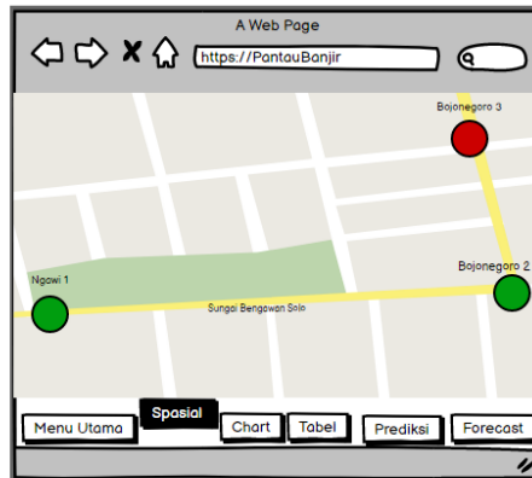 A Web Page
https://PantauBanjir
Bojonegoro 3
Ngawi 1
Bojonegoro 2
Sungai Bengawan Solo
Menu Utama
Spasial
Chart
Tabel
Prediksi
Forecast